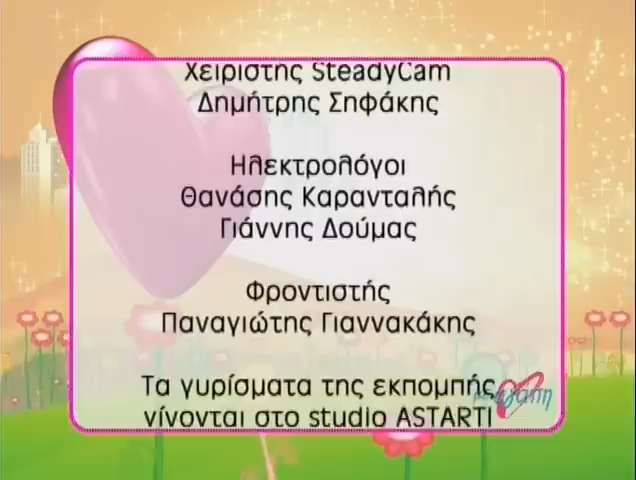 Χειριστής SteadyCam
Δημήτρης Σηφάκης
Ηλεκτρολόγοι
Θανάσης Καρανταλής
Γιάννης Δούμας
Φροντιστής
Παναγιώτης Γιαννακάκης
Τα γυρίσματα της εκπομπής
γίνονται στο studio ASTARTI